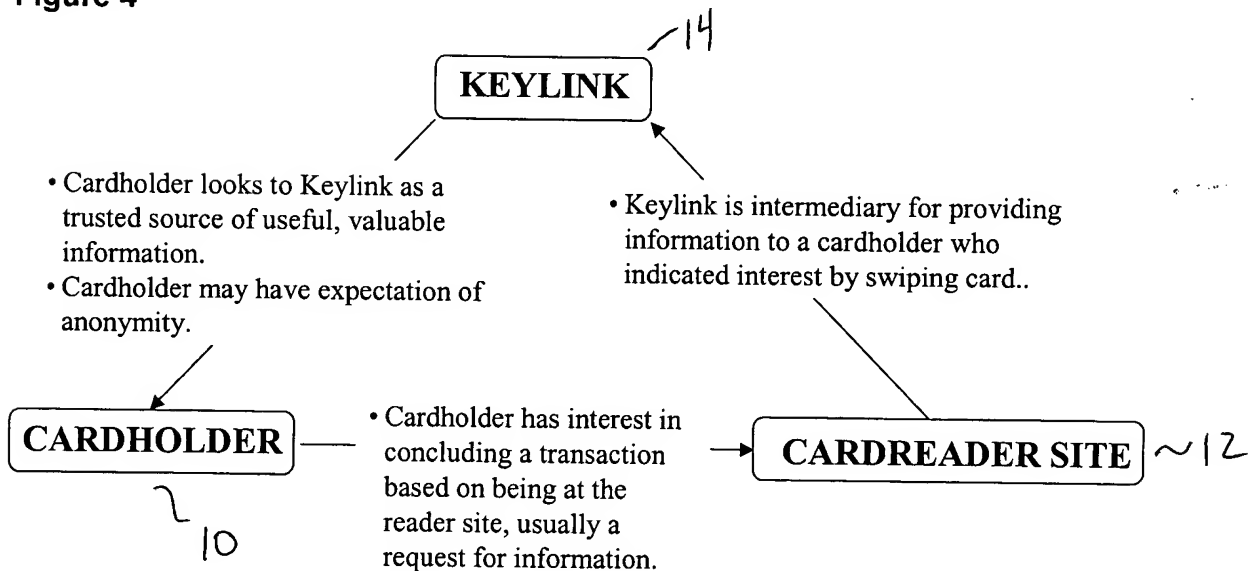 Figure 4
14
KEYLINK
• Cardholder looks to Keylink as a
trusted source of useful, valuable
information.
• Cardholder may have expectation of
anonymity.
• Keylink is intermediary for providing
information to a cardholder who
indicated interest by swiping card..
CARDHOLDER
10
• Cardholder has interest in
concluding a transaction
based on being at the
reader site, usually a
request for information.
CARDREADER SITE
12